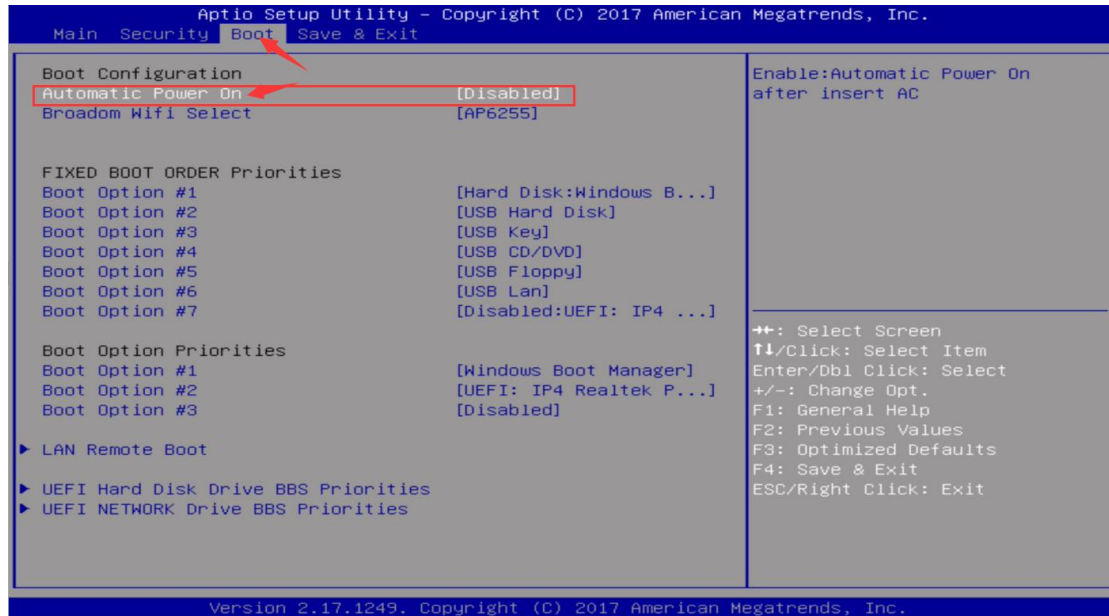 Aptio Setup Utility – Copyright (C) 2017 American Megatrends, Inc.
Main Security Boot Save & Exit
Boot Configuration
Automatic Power On [Disabled]
Broadom Wifi Select [AP6255]
FIXED BOOT ORDER Priorities
Boot Option #1 [Hard Disk:Windows B...]
Boot Option #2 [USB Hard Disk]
Boot Option #3 [USB Key]
Boot Option #4 [USB CD/DVD]
Boot Option #5 [USB Floppy]
Boot Option #6 [USB Lan]
Boot Option #7 [Disabled:UEFI: IP4 ...]
Boot Option Priorities
Boot Option #1 [Windows Boot Manager]
Boot Option #2 [UEFI: IP4 Realtek P...]
Boot Option #3 [Disabled]
LAN Remote Boot
UEFI Hard Disk Drive BBS Priorities
UEFI NETWORK Drive BBS Priorities
Enable:Automatic Power On
after insert AC
→←: Select Screen
↑↓/Click: Select Item
Enter/Dbl Click: Select
+/-: Change Opt.
F1: General Help
F2: Previous Values
F3: Optimized Defaults
F4: Save & Exit
ESC/Right Click: Exit
Version 2.17.1249. Copyright (C) 2017 American Megatrends, Inc.